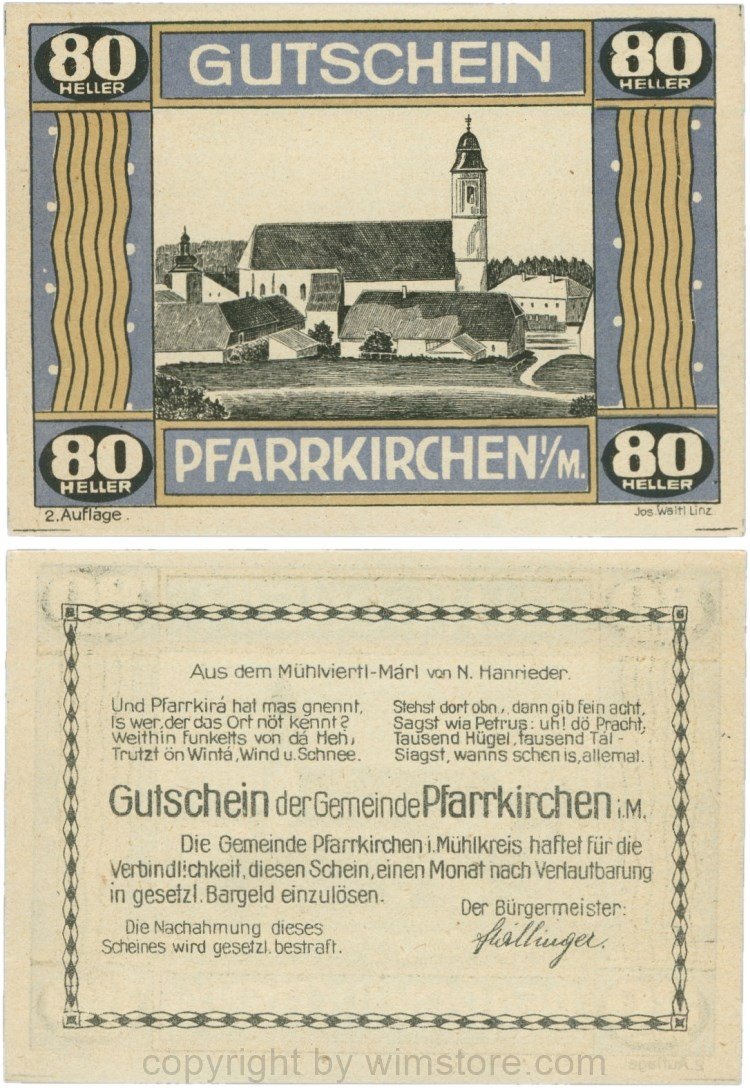 80 HELLER
GUTSCHEIN
80 HELLER
80 HELLER
PFARRKIRCHEN I/M.
80 HELLER
2. Auflage.
Jos. Waitl Linz.
Aus dem Mühlviertl-Márl von N. Hanrieder.
Und Pfarrkirá hat mas gnennt,
Is wer, der das Ort nöt kennt?
Weithin funkelts von dá Heh,
Trutzt ön Wintá, Wind u. Schnee.
Stehst dort obn, dann gib fein acht,
Sagst wia Petrus: uh! dö Pracht,
Tausend Hügel, tausend Tal -
Siagst, wanns schen is, allemal.
Gutschein der Gemeinde Pfarrkirchen i.M.
Die Gemeinde Pfarrkirchen i. Mühlkreis haftet für die
Verbindlichkeit, diesen Schein, einen Monat nach Verlautbarung
in gesetzl. Bargeld einzulösen.
Die Nachahmung dieses
Scheines wird gesetzl. bestraft.
Der Bürgermeister:
copyright by wimstore.com